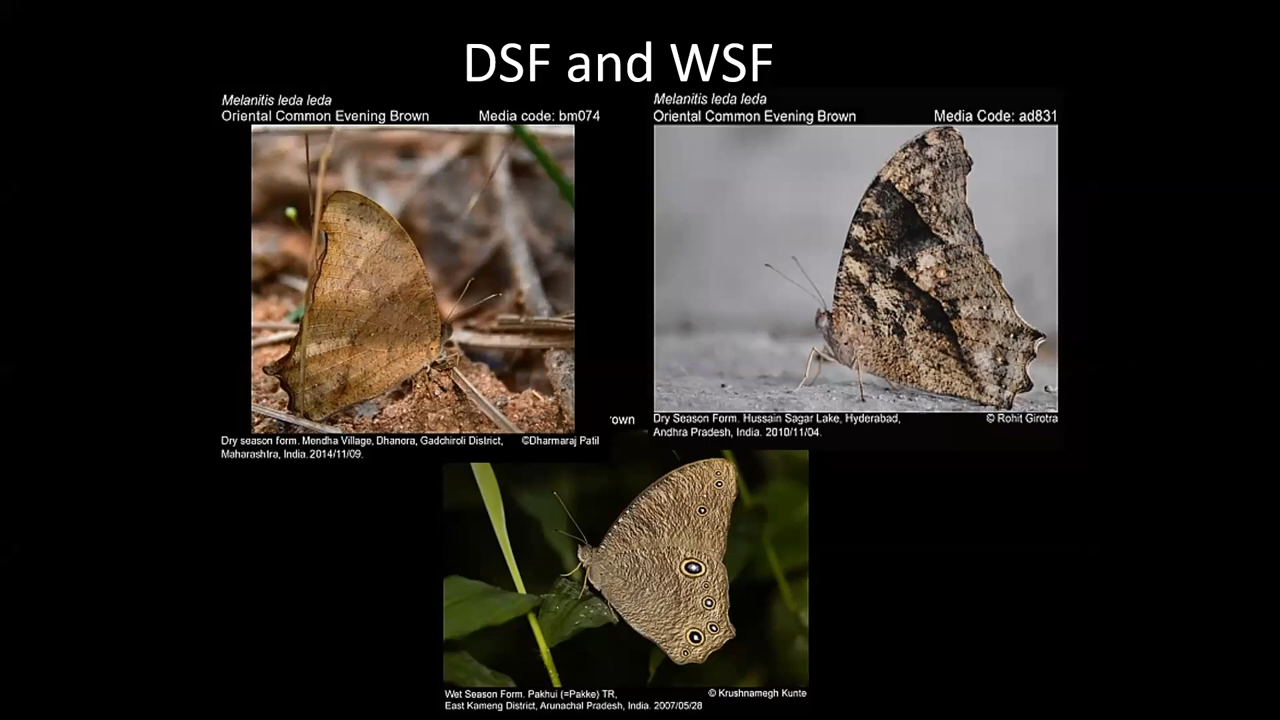 DSF and WSF
Melanitis leda leda
Oriental Common Evening Brown Media code: bm074
Dry season form. Mendha Village, Dhanora, Gadchiroli District, ©Dharmaraj Patil
Maharashtra, India. 2014/11/09.
Melanitis leda leda
Oriental Common Evening Brown Media Code: ad831
Dry Season Form. Hussain Sagar Lake, Hyderabad, © Rohit Girotra
Andhra Pradesh, India. 2010/11/04.
Wet Season Form. Pakhui (=Pakke) TR, © Krushnamegh Kunte
East Kameng District, Arunachal Pradesh, India. 2007/05/28